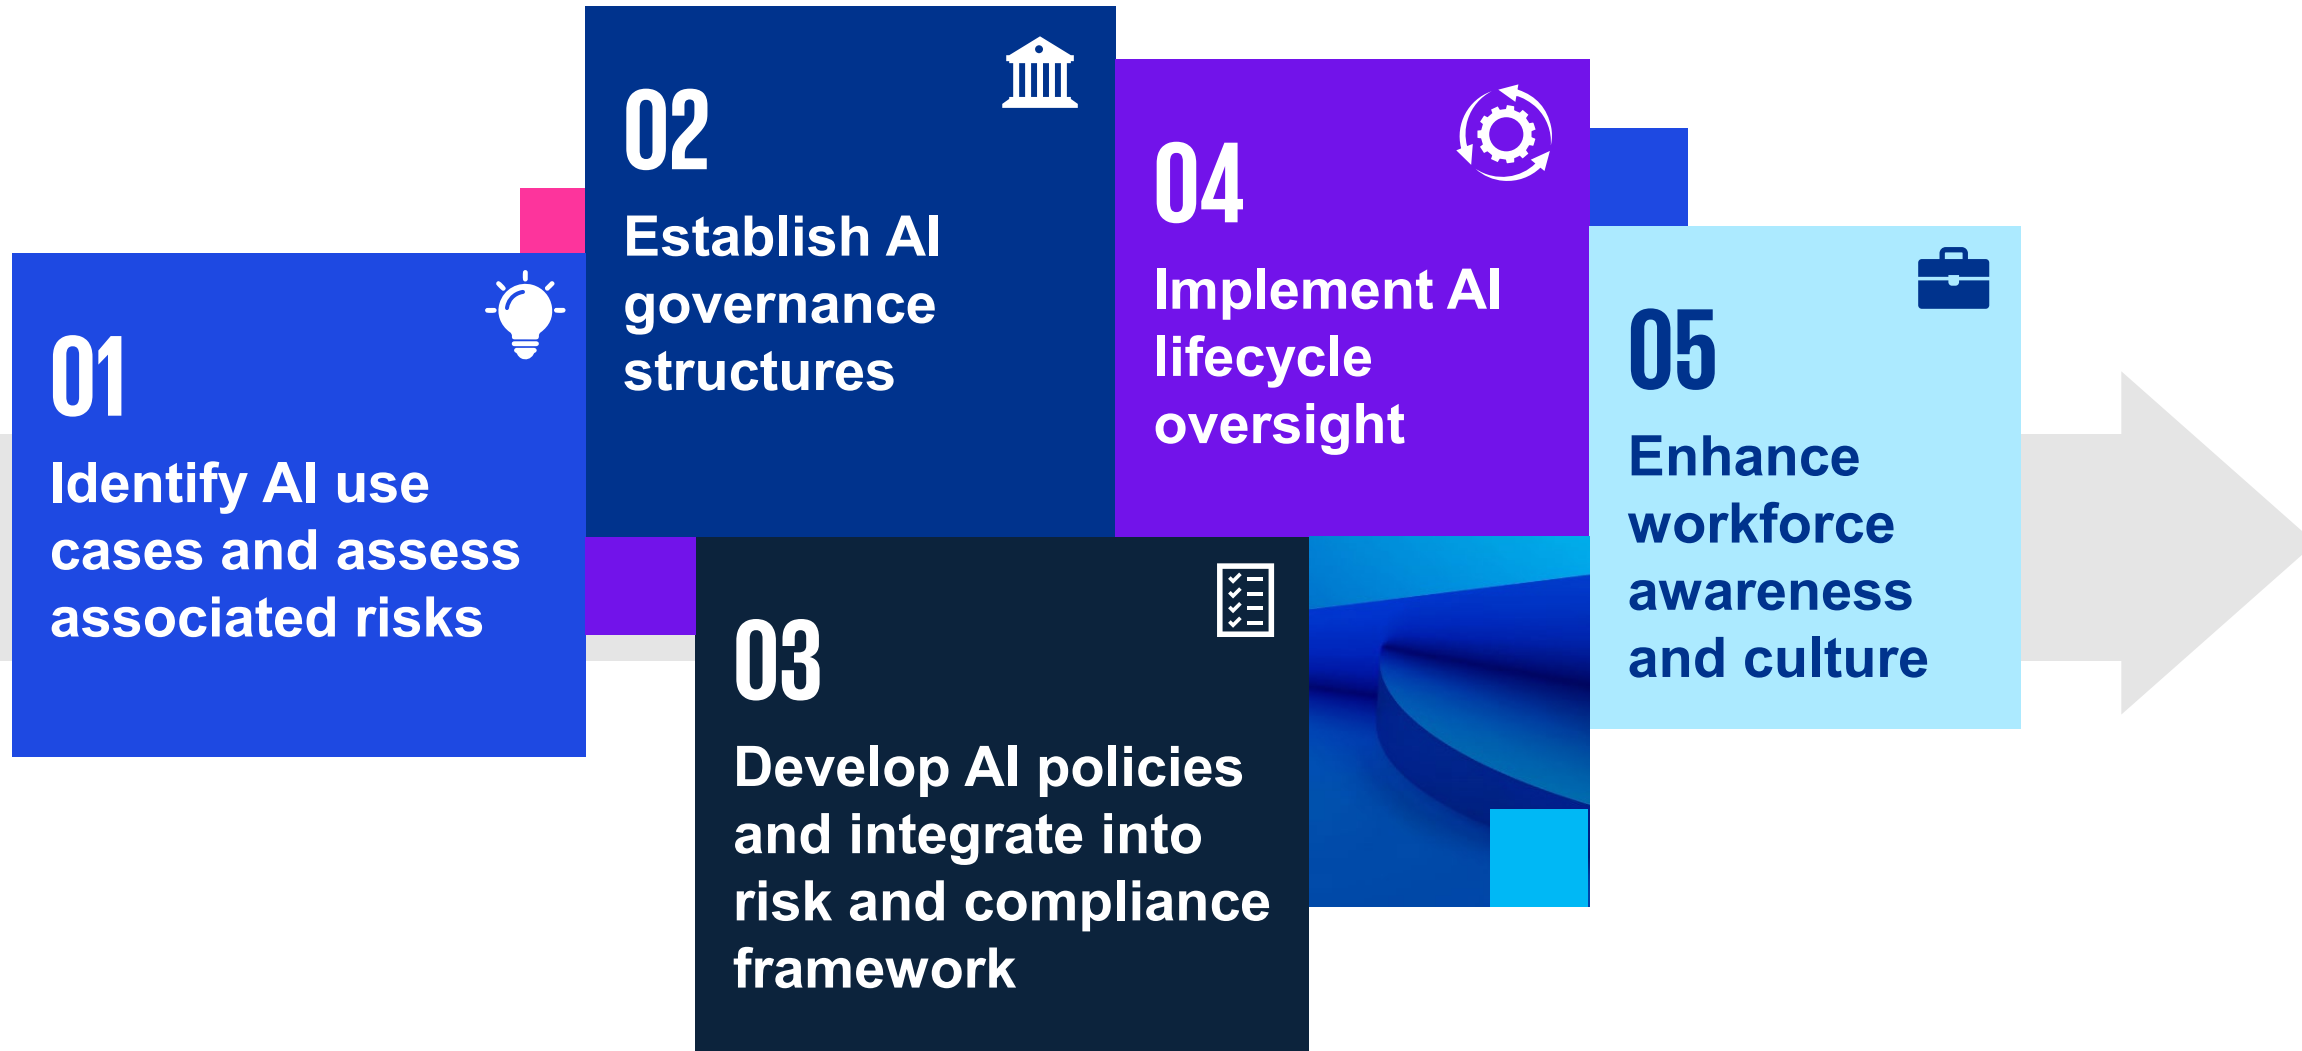 01
Identify AI use
cases and assess
associated risks
02
Establish AI
governance
structures
03
Develop AI policies
and integrate into
risk and compliance
framework
04
Implement AI
lifecycle
oversight
05
Enhance
workforce
awareness
and culture